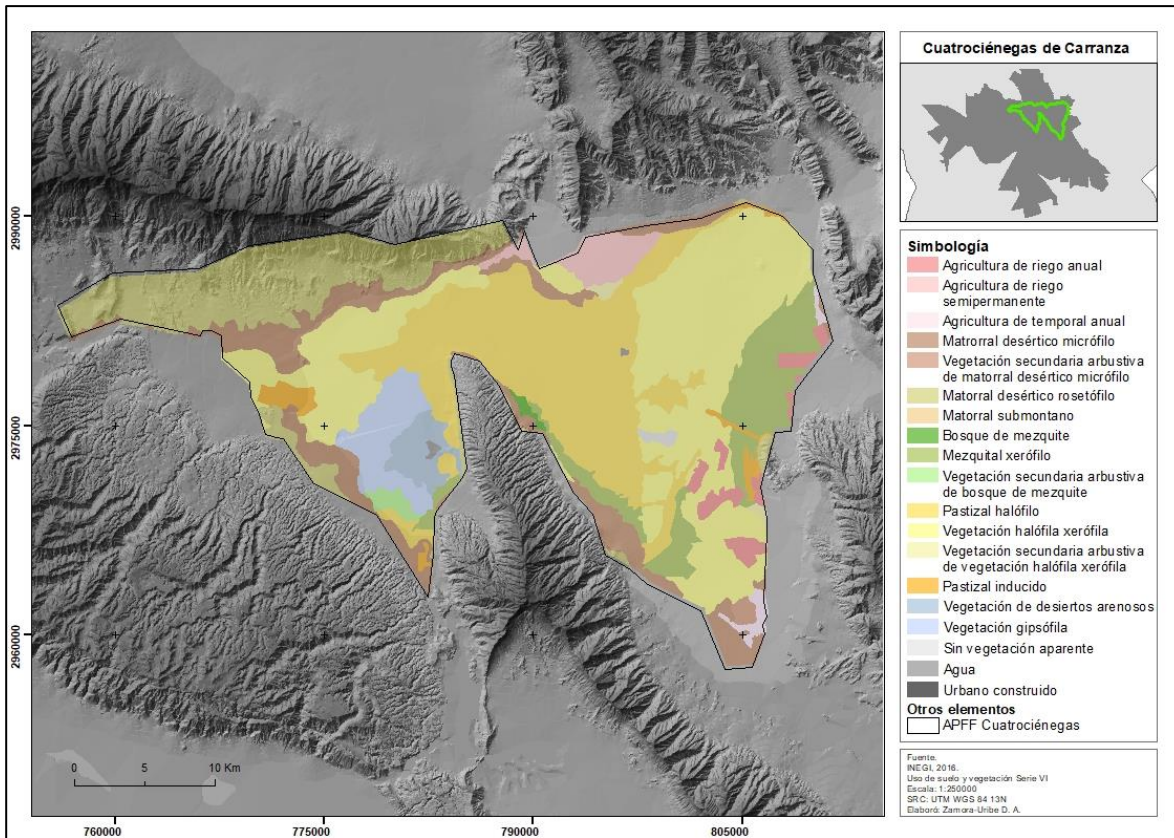 Cuatrociénegas de Carranza
Simbología
Agricultura de riego anual
Agricultura de riego
semipermanente
Agricultura de temporal anual
Matrorral desértico micrófilo
Vegetación secundaria arbustiva
de matorral desértico micrófilo
Matorral desértico rosetófilo
Matorral submontano
Bosque de mezquite
Mezquital xerófilo
Vegetación secundaria arbustiva
de bosque de mezquite
Pastizal halófilo
Vegetación halófila xerófila
Vegetación secundaria arbustiva
de vegetación halófila xerófila
Pastizal inducido
Vegetación de desiertos arenosos
Vegetación gipsófila
Sin vegetación aparente
Agua
Urbano construido
Otros elementos
APFF Cuatrociénegas
Fuente.
INEGI, 2016.
Uso de suelo y vegetación Serie VI
Escala: 1:250000
SRC: UTM WGS 84 13N
Elaboró: Zamora-Uribe D. A.
2990000
2975000
2960000
0 5 10 Km
760000 775000 790000 805000